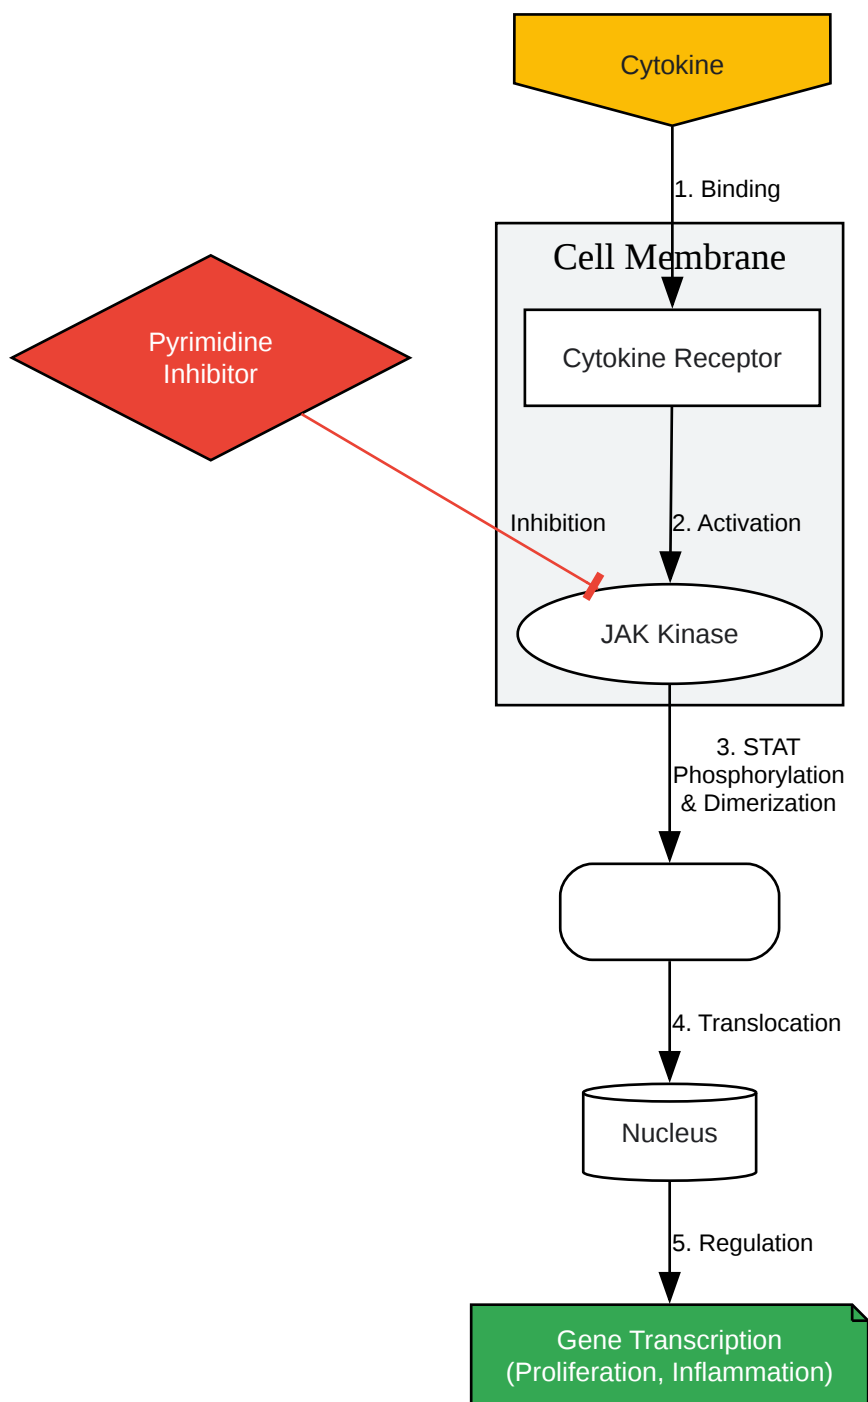 Cytokine
1. Binding
Cell Membrane
Pyrimidine
Inhibitor
Cytokine Receptor
Inhibition
2. Activation
JAK Kinase
3. STAT
Phosphorylation
& Dimerization
4. Translocation
Nucleus
5. Regulation
Gene Transcription
(Proliferation, Inflammation)